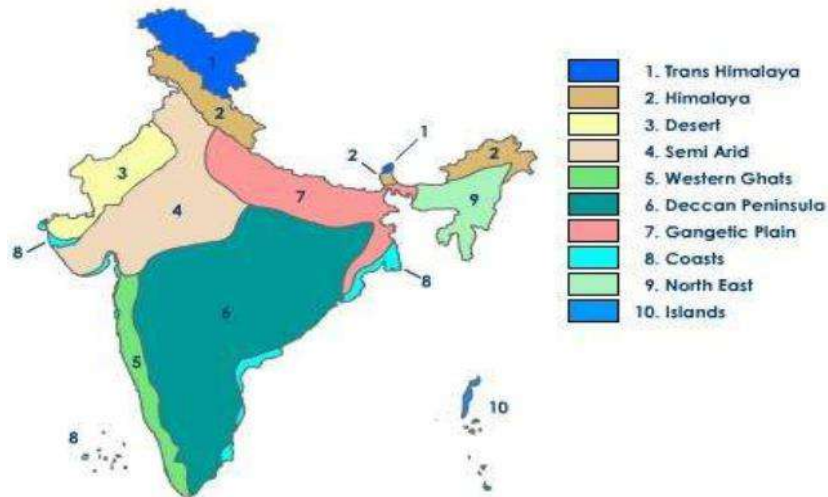 1
2
1
2
2
3
9
7
4
8
8
6
5
10
8
1. Trans Himalaya
2. Himalaya
3. Desert
4. Semi Arid
5. Western Ghats
6. Deccan Peninsula
7. Gangetic Plain
8. Coasts
9. North East
10. Islands